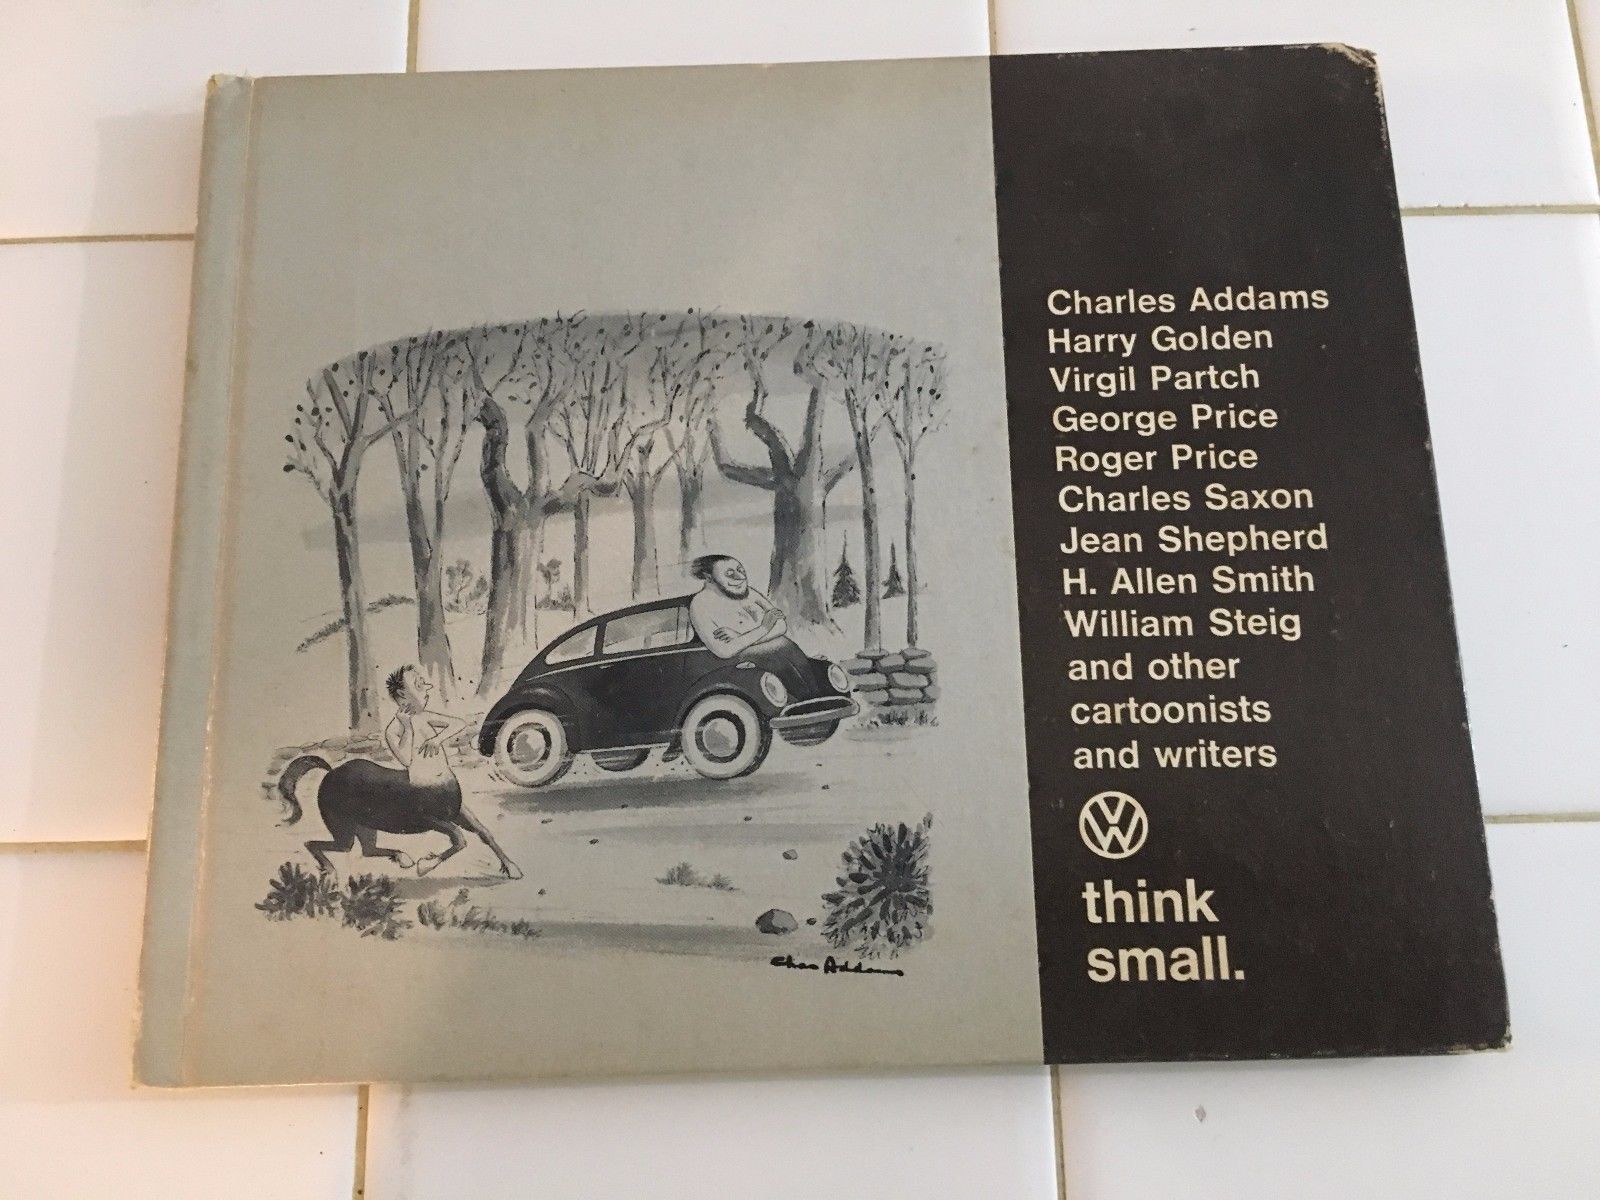 Charles Addams
Harry Golden
Virgil Partch
George Price
Roger Price
Charles Saxon
Jean Shepherd
H. Allen Smith
William Steig
and other
cartoonists
and writers
VW
think
small.
Chas Addams